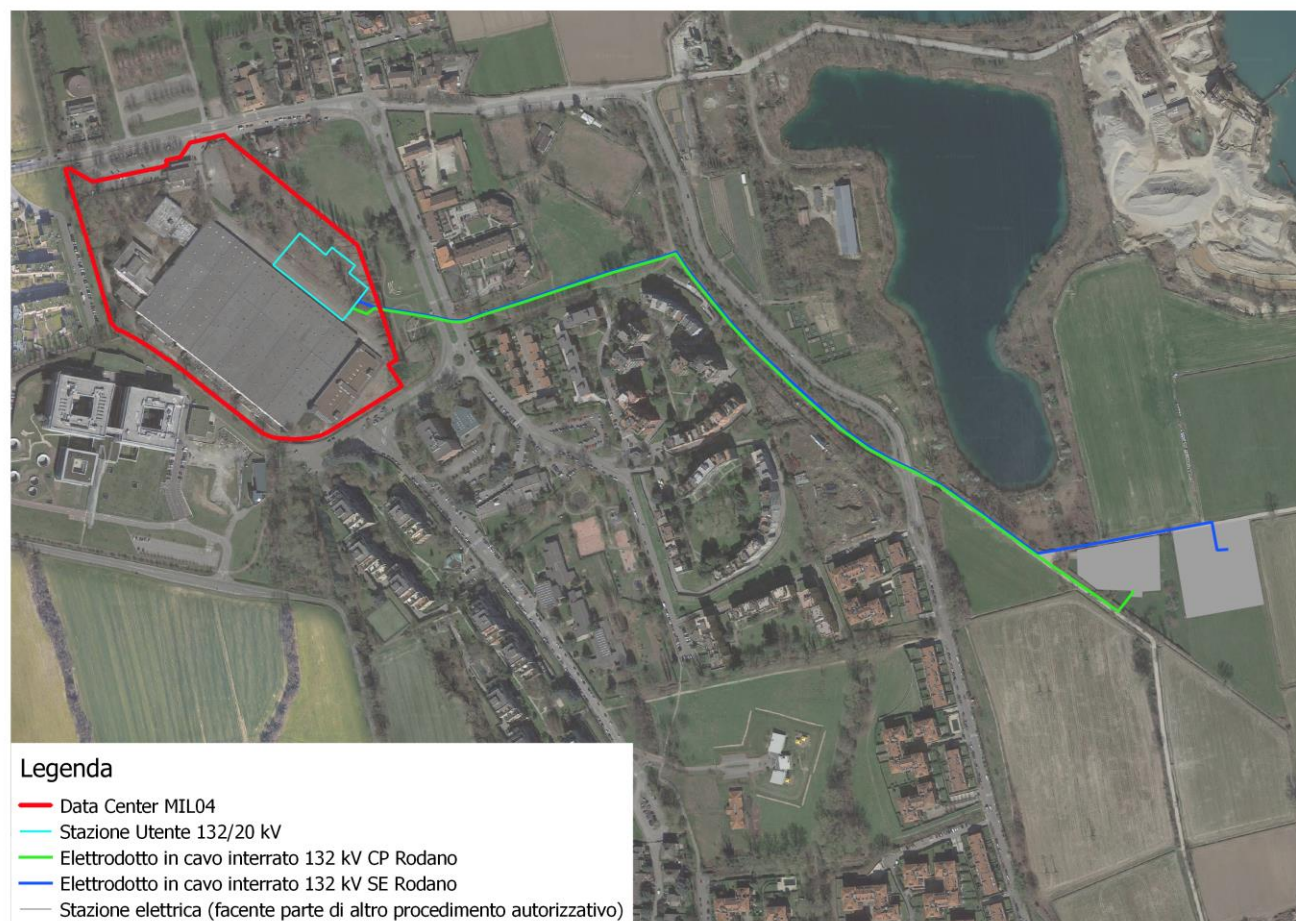 Legenda
Data Center MIL04
Stazione Utente 132/20 kV
Elettrodotto in cavo interrato 132 kV CP Rodano
Elettrodotto in cavo interrato 132 kV SE Rodano
Stazione elettrica (facente parte di altro procedimento autorizzativo)